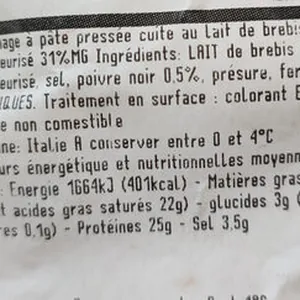 age à pâte pressée cuite au lait de brebis
eurisé 31%MG Ingrédients: LAIT de brebis
eurisé, sel, poivre noir 0,5%, présure, fer
IQUES. Traitement en surface : colorant E
e non comestible
ne: Italie A conserver entre 0 et 4°C
urs énergétique et nutritionnelles moyenn
: Energie 1664kJ (401kcal) - Matières gras
t acides gras saturés 22g) - glucides 3g (
res 0,1g) - Protéines 25g - Sel 3,5g